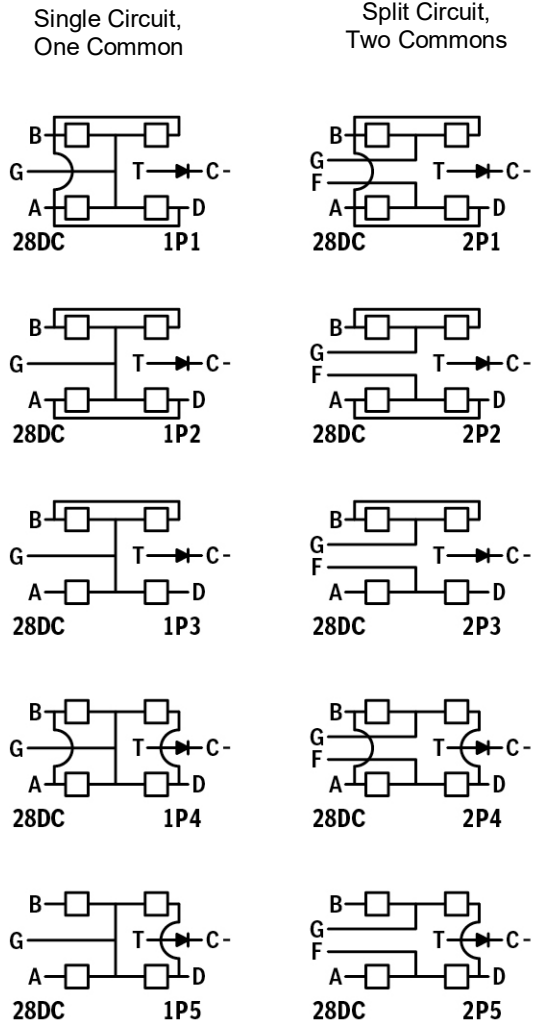 Single Circuit,
One Common
Split Circuit,
Two Commons
B
G T C -
A D
28DC 1P1
B
G T C -
F
A D
28DC 2P1
B
G T C -
A D
28DC 1P2
B
G T C -
F
A D
28DC 2P2
B
G T C -
A D
28DC 1P3
B
G T C -
F
A D
28DC 2P3
B
G T C -
A D
28DC 1P4
B
G T C -
F
A D
28DC 2P4
B
G T C -
A D
28DC 1P5
B
G T C -
F
A D
28DC 2P5